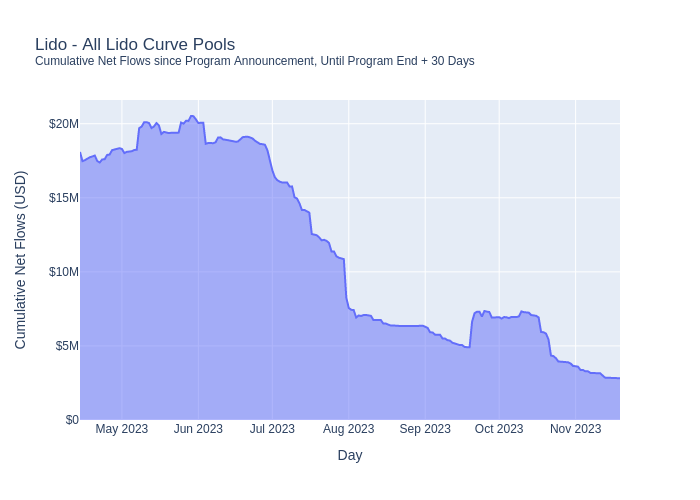 Lido - All Lido Curve Pools
Cumulative Net Flows since Program Announcement, Until Program End + 30 Days
Cumulative Net Flows (USD)
$20M
$15M
$10M
$5M
$0
May 2023
Jun 2023
Jul 2023
Aug 2023
Sep 2023
Oct 2023
Nov 2023
Day